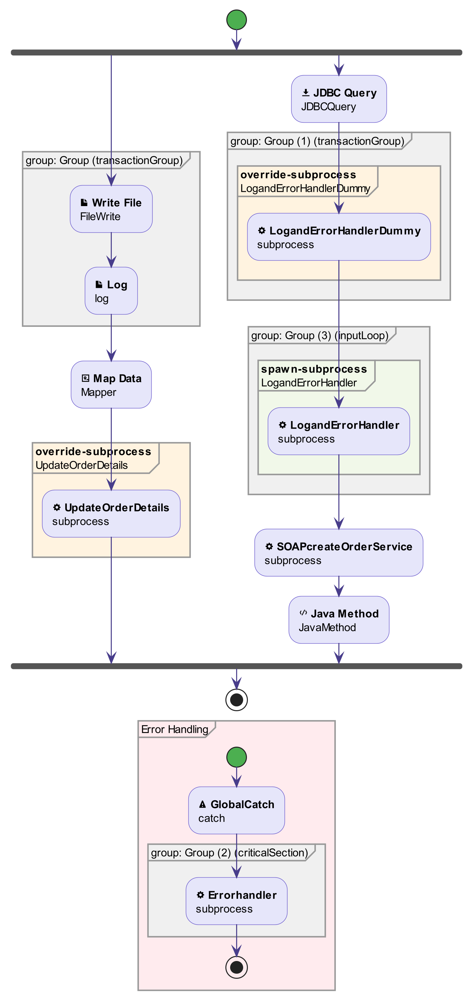 JDBC Query
JDBCQuery
group: Group (1) (transactionGroup)
group: Group (transactionGroup)
override-subprocess
LogandErrorHandlerDummy
Write File
FileWrite
LogandErrorHandlerDummy
subprocess
Log
log
group: Group (3) (inputLoop)
spawn-subprocess
LogandErrorHandler
Map Data
Mapper
LogandErrorHandler
subprocess
override-subprocess
UpdateOrderDetails
UpdateOrderDetails
subprocess
SOAPcreateOrderService
subprocess
Java Method
JavaMethod
Error Handling
GlobalCatch
catch
group: Group (2) (criticalSection)
Errorhandler
subprocess